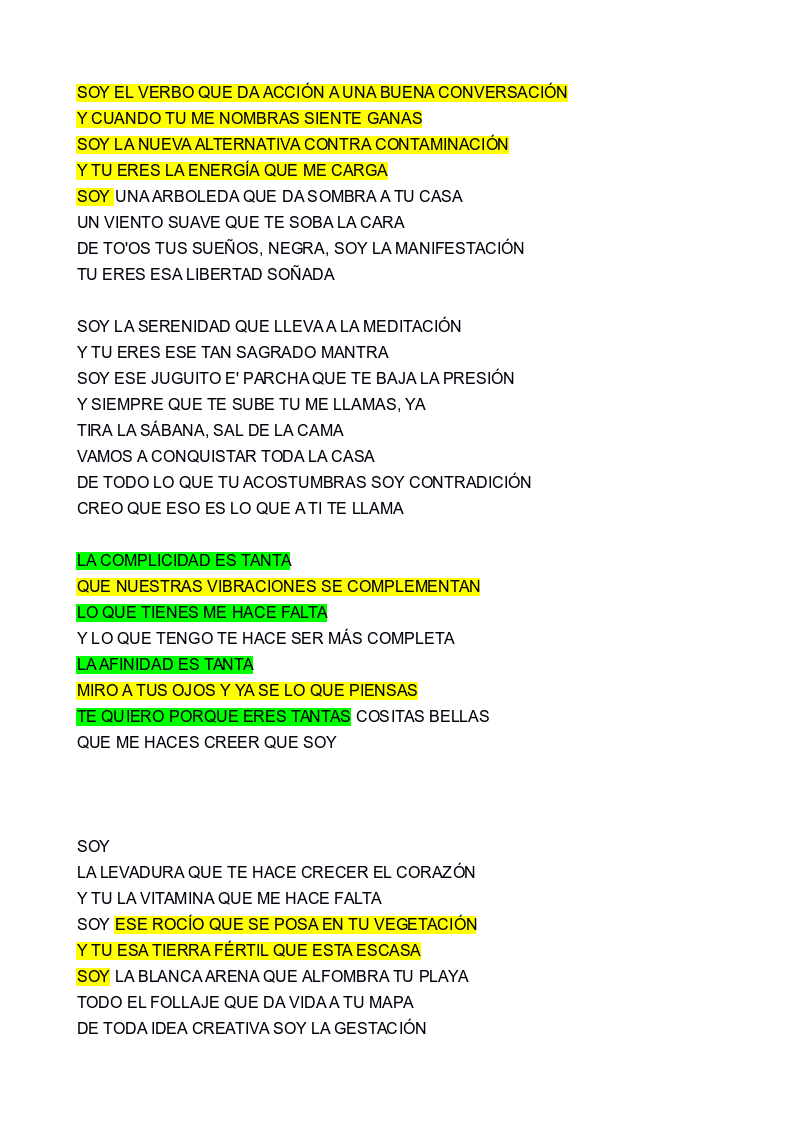 SOY EL VERBO QUE DA ACCIÓN A UNA BUENA CONVERSACIÓN
Y CUANDO TU ME NOMBRAS SIENTE GANAS
SOY LA NUEVA ALTERNATIVA CONTRA CONTAMINACIÓN
Y TU ERES LA ENERGÍA QUE ME CARGA
SOY UNA ARBOLEDA QUE DA SOMBRA A TU CASA
UN VIENTO SUAVE QUE TE SOBA LA CARA
DE TO'OS TUS SUEÑOS, NEGRA, SOY LA MANIFESTACIÓN
TU ERES ESA LIBERTAD SOÑADA
SOY LA SERENIDAD QUE LLEVA A LA MEDITACIÓN
Y TU ERES ESE TAN SAGRADO MANTRA
SOY ESE JUGUITO E' PARCHA QUE TE BAJA LA PRESIÓN
Y SIEMPRE QUE TE SUBE TU ME LLAMAS, YA
TIRA LA SÁBANA, SAL DE LA CAMA
VAMOS A CONQUISTAR TODA LA CASA
DE TODO LO QUE TU ACOSTUMBRAS SOY CONTRADICIÓN
CREO QUE ESO ES LO QUE A TI TE LLAMA
LA COMPLICIDAD ES TANTA
QUE NUESTRAS VIBRACIONES SE COMPLEMENTAN
LO QUE TIENES ME HACE FALTA
Y LO QUE TENGO TE HACE SER MÁS COMPLETA
LA AFINIDAD ES TANTA
MIRO A TUS OJOS Y YA SE LO QUE PIENSAS
TE QUIERO PORQUE ERES TANTAS COSITAS BELLAS
QUE ME HACES CREER QUE SOY
SOY
LA LEVADURA QUE TE HACE CRECER EL CORAZÓN
Y TU LA VITAMINA QUE ME HACE FALTA
SOY ESE ROCÍO QUE SE POSA EN TU VEGETACIÓN
Y TU ESA TIERRA FÉRTIL QUE ESTA ESCASA
SOY LA BLANCA ARENA QUE ALFOMBRA TU PLAYA
TODO EL FOLLAJE QUE DA VIDA A TU MAPA
DE TODA IDEA CREATIVA SOY LA GESTACIÓN